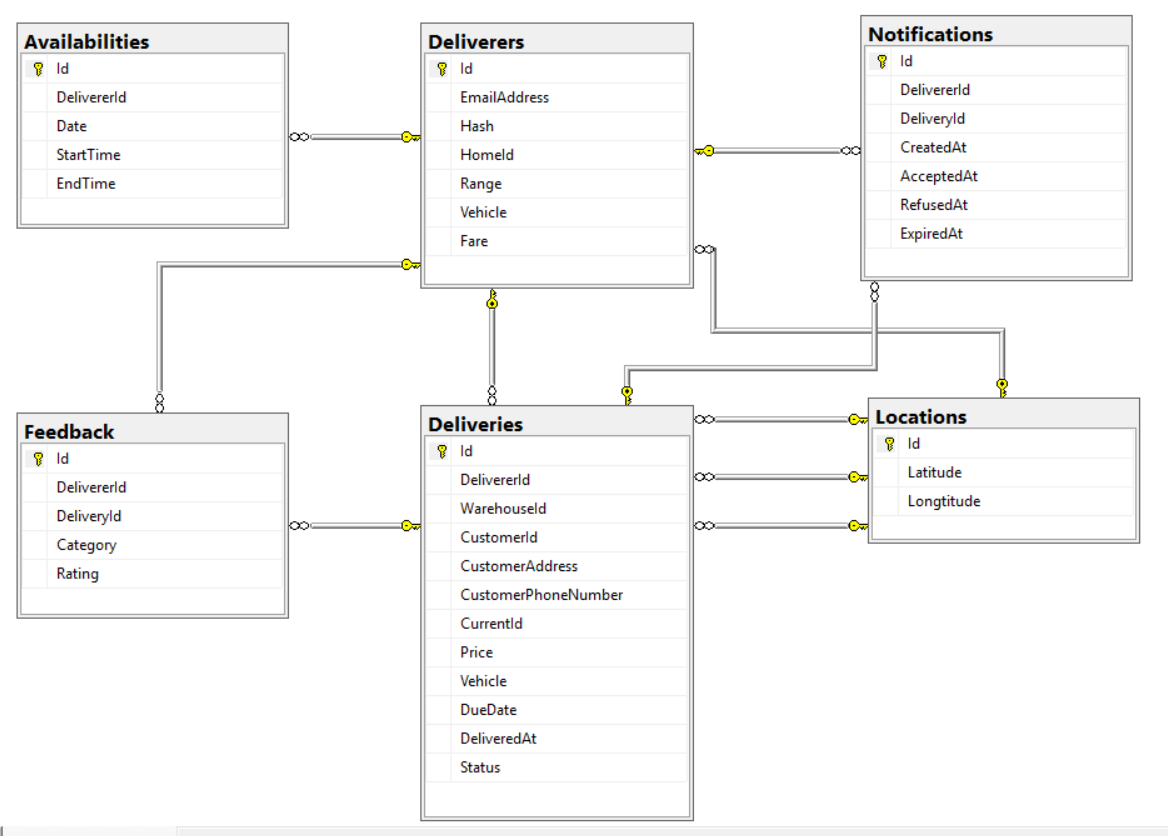 Availabilities
Id
DelivererId
Date
StartTime
EndTime
Deliverers
Id
EmailAddress
Hash
HomeId
Range
Vehicle
Fare
Notifications
Id
DelivererId
DeliveryId
CreatedAt
AcceptedAt
RefusedAt
ExpiredAt
Feedback
Id
DelivererId
DeliveryId
Category
Rating
Deliveries
Id
DelivererId
WarehouseId
CustomerId
CustomerAddress
CustomerPhoneNumber
CurrentId
Price
Vehicle
DueDate
DeliveredAt
Status
Locations
Id
Latitude
Longtitude